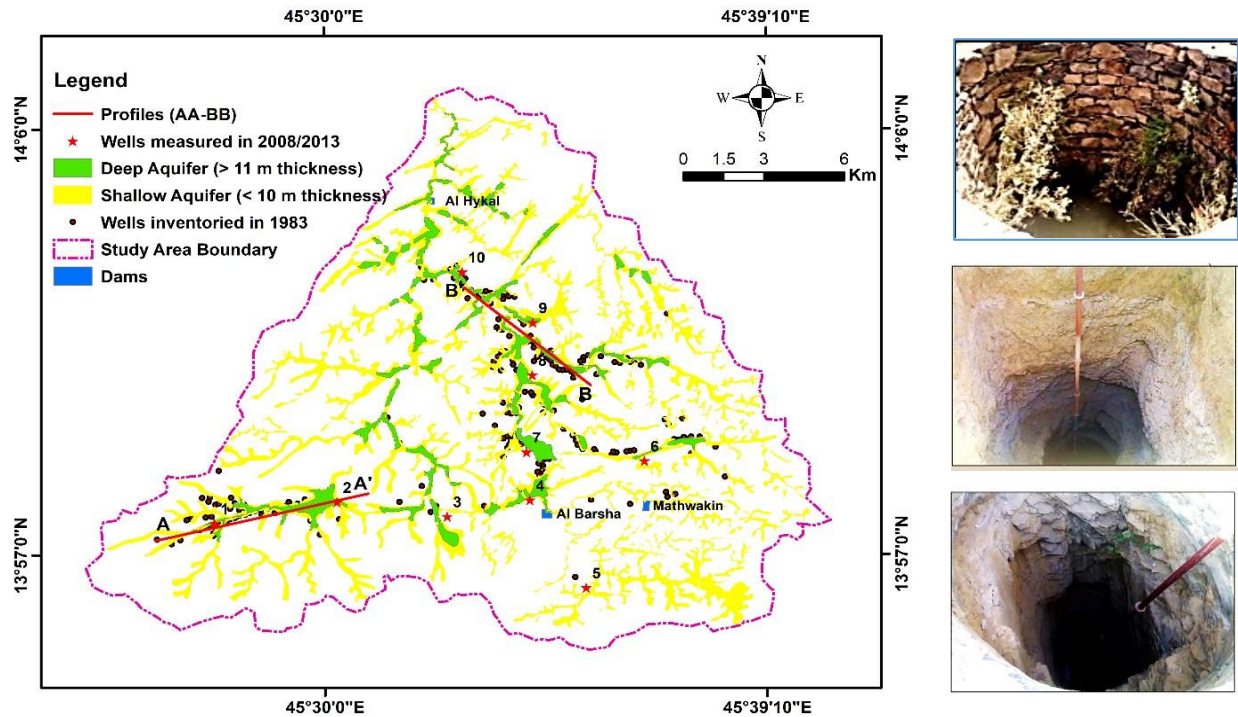 45°30'0"E
45°39'10"E
14°6'0"N
14°6'0"N
Legend
Profiles (AA-BB)
Wells measured in 2008/2013
Deep Aquifer (> 11 m thickness)
Shallow Aquifer (< 10 m thickness)
Wells inventoried in 1983
Study Area Boundary
Dams
N
W
E
S
0 1.5 3 6
Km
Al Hykal
10
B
9
8
B
7
6
A
1
2
A'
3
4
Al Barsha
Mathwakin
5
13°57'0"N
13°57'0"N
45°30'0"E
45°39'10"E